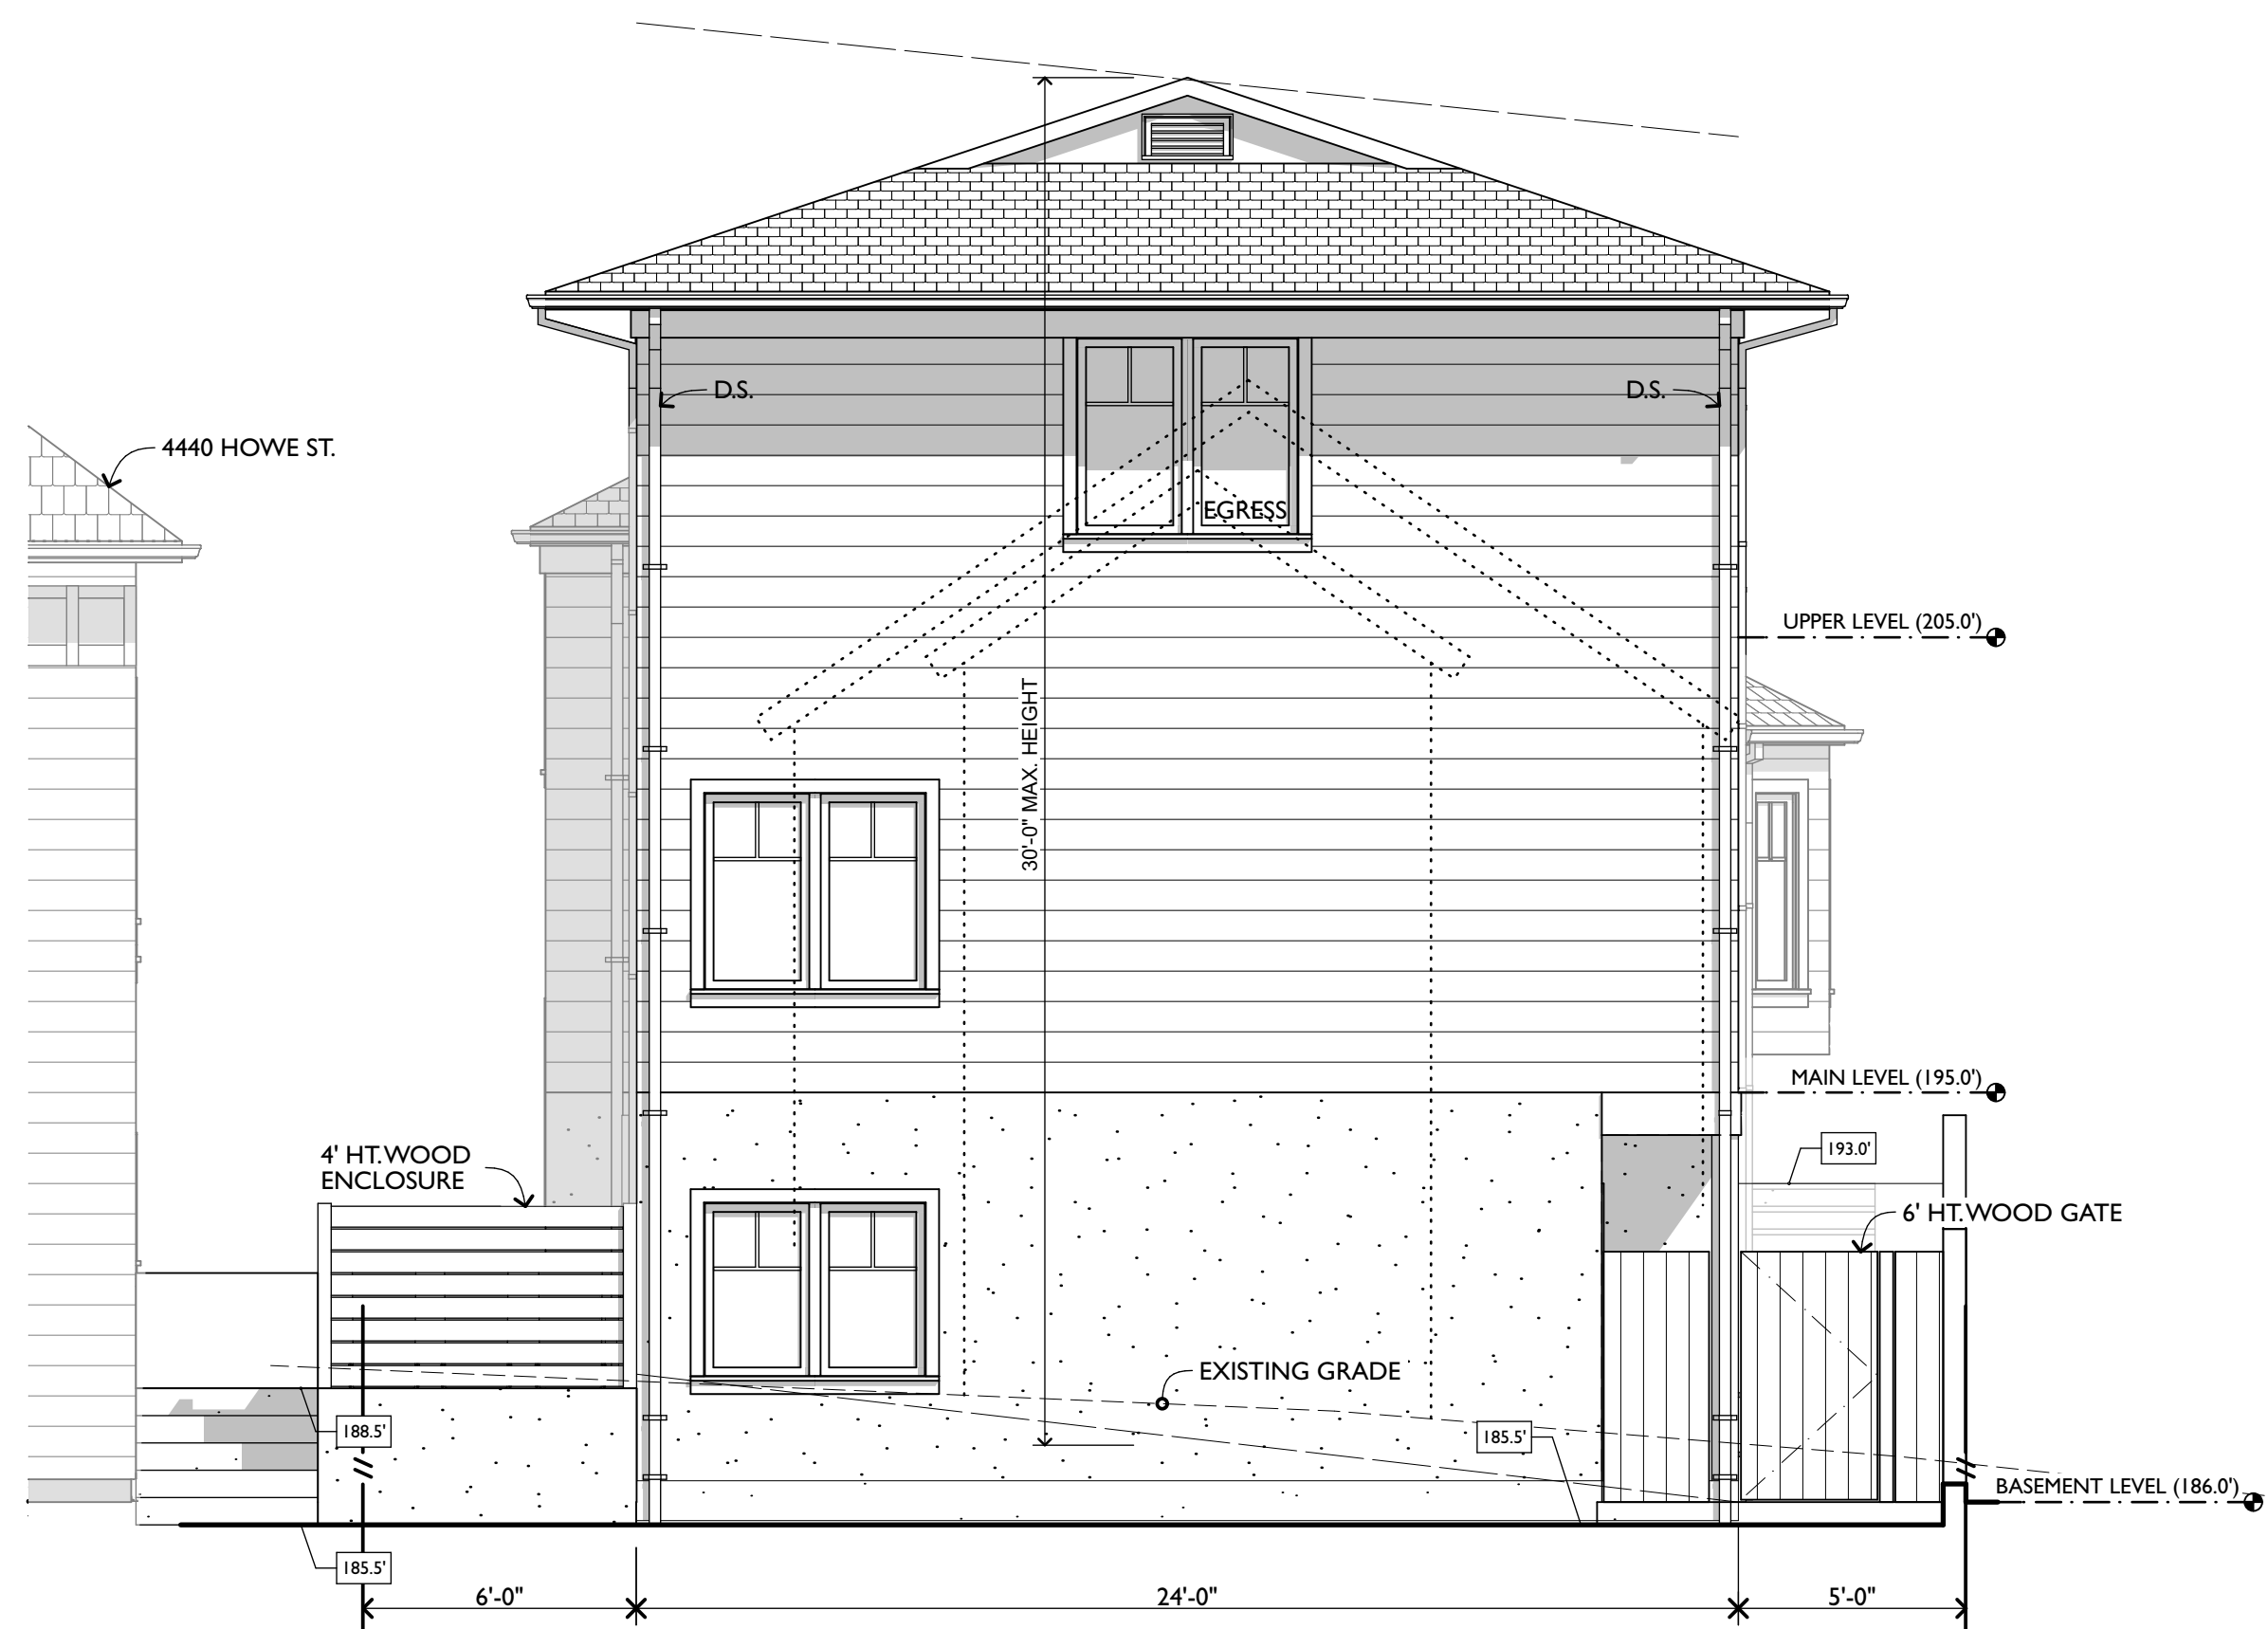 D.S.
D.S.
4440 HOWE ST.
EGRESS
UPPER LEVEL (205.0')
30'-0" MAX. HEIGHT
MAIN LEVEL (195.0')
193.0'
4' HT. WOOD
ENCLOSURE
6' HT. WOOD GATE
EXISTING GRADE
188.5'
185.5'
BASEMENT LEVEL (186.0')
185.5'
6'-0"
24'-0"
5'-0"